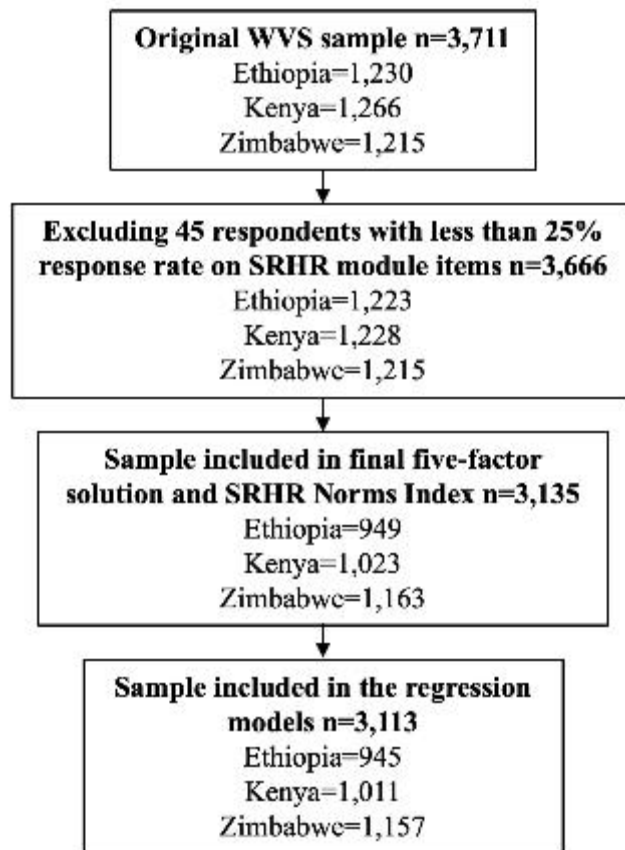 Original WVS sample n=3,711
Ethiopia=1,230
Kenya=1,266
Zimbabwe=1,215
Excluding 45 respondents with less than 25%
response rate on SRHR module items n=3,666
Ethiopia=1,223
Kenya=1,228
Zimbabwe=1,215
Sample included in final five-factor
solution and SRHR Norms Index n=3,135
Ethiopia=949
Kenya=1,023
Zimbabwe=1,163
Sample included in the regression
models n=3,113
Ethiopia=945
Kenya=1,011
Zimbabwe=1,157